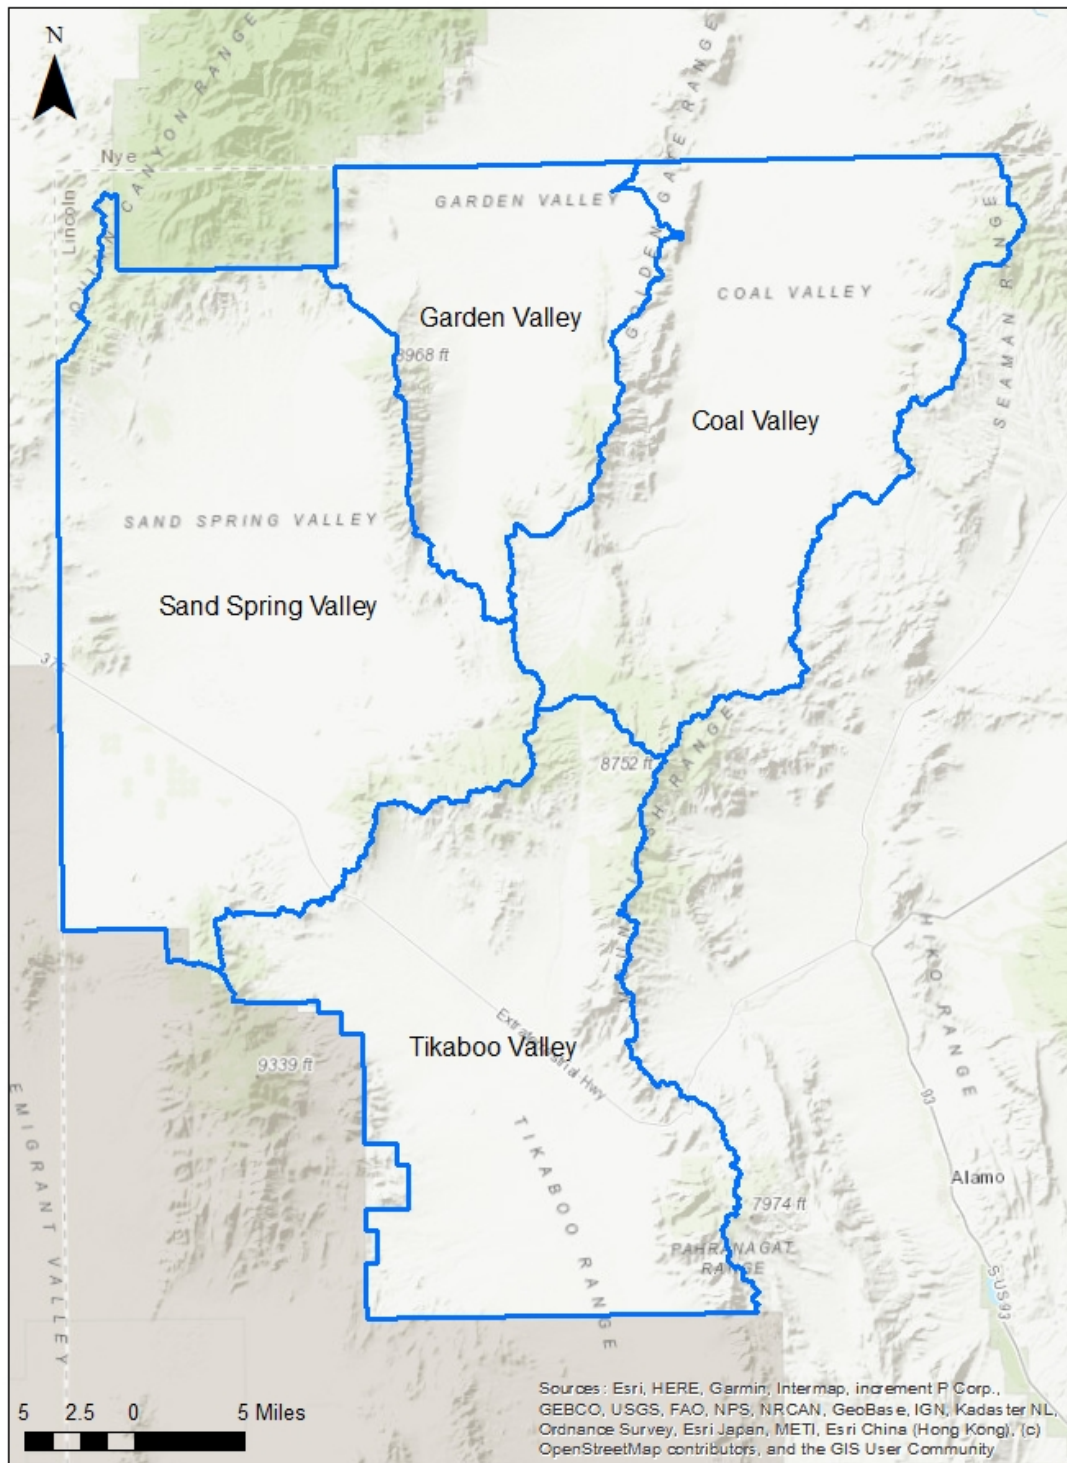 N
QUINN CANYON RANGE
GOLDEN GATE RANGE
Nye
Lincoln
GARDEN VALLEY
SEAMAN RANGE
COAL VALLEY
Garden Valley
8968 ft
Coal Valley
SAND SPRING VALLEY
Sand Spring Valley
375
8752 ft
HIKO RANGE
Tikaboo Valley
9339 ft
EMIGRANT VALLEY
TIKABOO RANGE
93
Alamo
7974 ft
PAHRANAGAT
RANGE
S US 93
5 2.5 0 5 Miles
Sources: Esri, HERE, Garmin, Intermap, increment P Corp.,
GEBCO, USGS, FAO, NPS, NRCAN, GeoBase, IGN, Kadaster NL,
Ordnance Survey, Esri Japan, METI, Esri China (Hong Kong), (c)
OpenStreetMap contributors, and the GIS User Community